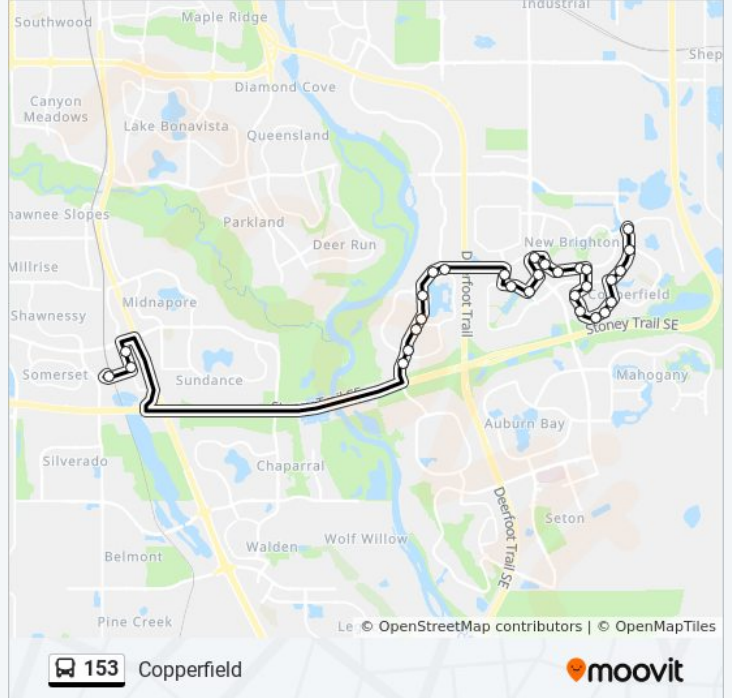 Industrial
Southwood
Maple Ridge
Shep
Diamond Cove
Canyon
Meadows
Lake Bonavista
Queensland
hawnee Slopes
Parkland
Deer Run
New Brighton
Deerfoot Trail
Millrise
Midnapore
Copperfield
Shawnessy
Stoney Trail SE
Somerset
Sundance
Mahogany
Auburn Bay
Silverado
Chaparral
Deerfoot Trail SE
Seton
Walden
Wolf Willow
Belmont
Pine Creek
© OpenStreetMap contributors | © OpenMapTiles
153 Copperfield
moovit